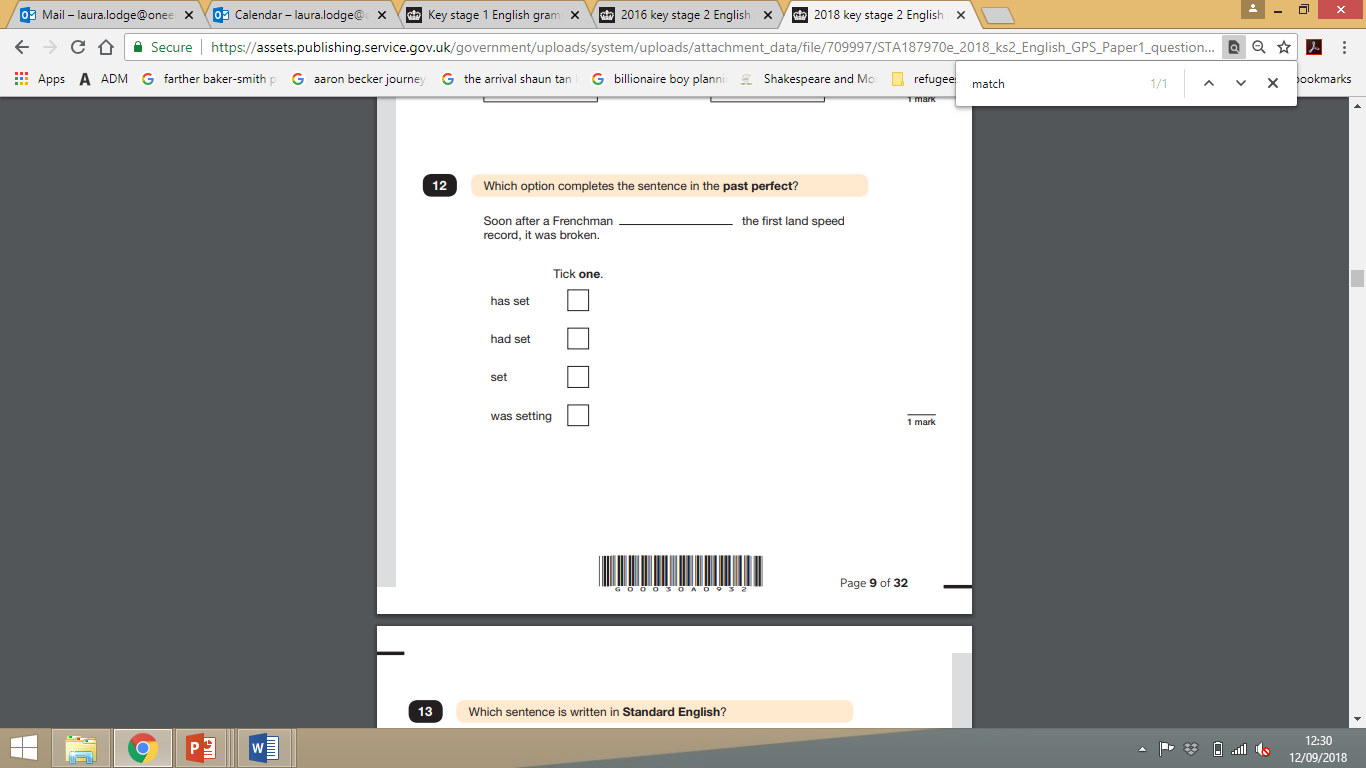 Mail – laura.lodge@onee
Calendar – laura.lodge@o
Key stage 1 English gram
2016 key stage 2 English
2018 key stage 2 English
Secure
https://assets.publishing.service.gov.uk/government/uploads/system/uploads/attachment_data/file/709997/STA187970e_2018_ks2_English_GPS_Paper1_question...
Apps
ADM
farther baker-smith p
aaron becker journey
the arrival shaun tan
billionaire boy planni
Shakespeare and Mo
refugee
bookmarks
match
1/1
1 mark
12
Which option completes the sentence in the past perfect?
Soon after a Frenchman the first land speed
record, it was broken.
Tick one.
has set
had set
set
was setting
1 mark
G00030A0932
Page 9 of 32
13
Which sentence is written in Standard English?
12:30
12/09/2018